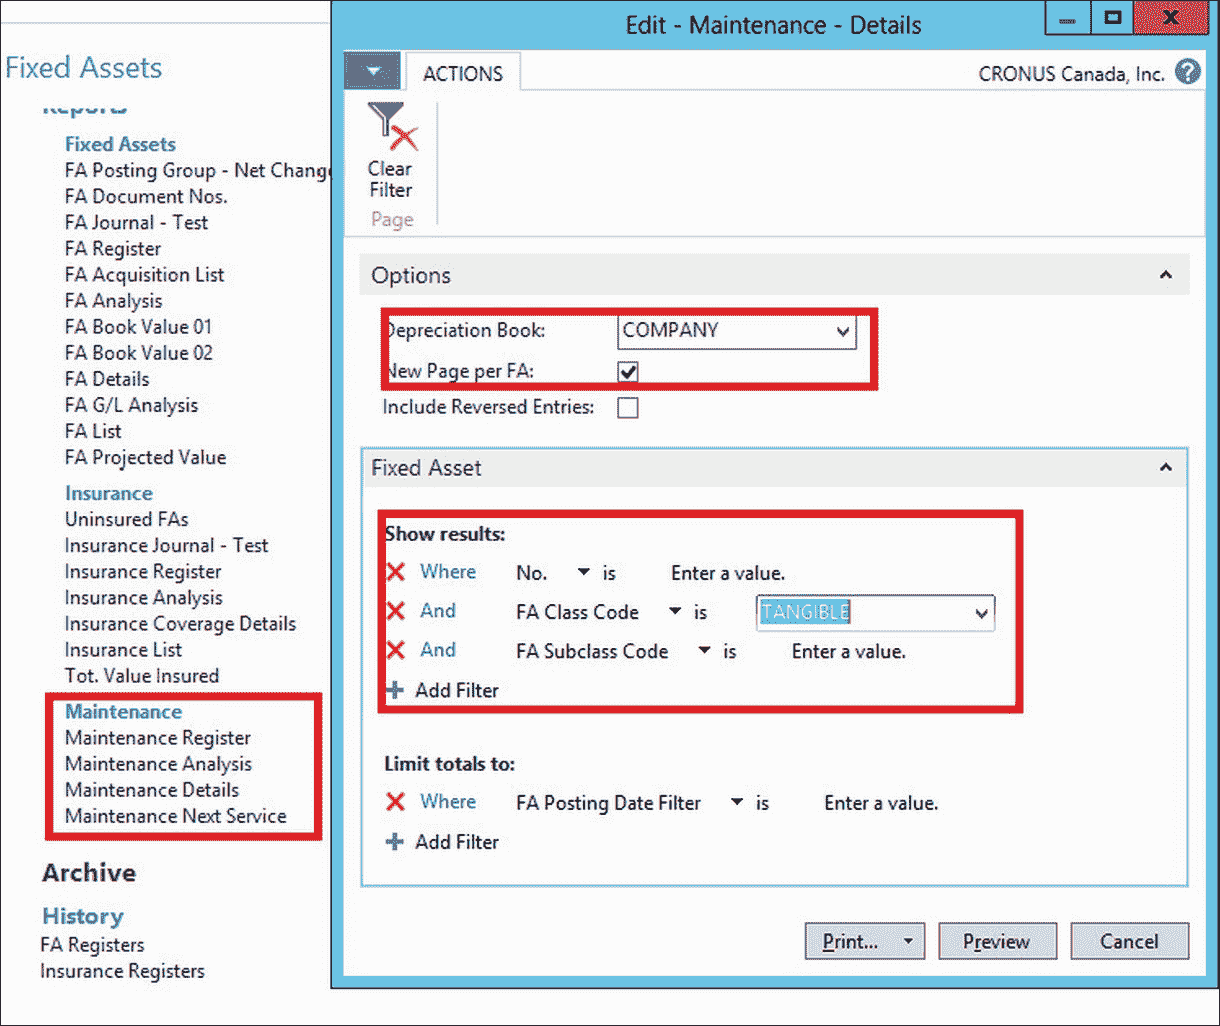 Fixed Assets
Reports
Fixed Assets
FA Posting Group - Net Change
FA Document Nos.
FA Journal - Test
FA Register
FA Acquisition List
FA Analysis
FA Book Value 01
FA Book Value 02
FA Details
FA G/L Analysis
FA List
FA Projected Value
Insurance
Uninsured FAs
Insurance Journal - Test
Insurance Register
Insurance Analysis
Insurance Coverage Details
Insurance List
Tot. Value Insured
Maintenance
Maintenance Register
Maintenance Analysis
Maintenance Details
Maintenance Next Service
Archive
History
FA Registers
Insurance Registers
Edit - Maintenance - Details
ACTIONS
CRONUS Canada, Inc. ?
Clear
Filter
Page
Options
Depreciation Book: COMPANY
New Page per FA:
Include Reversed Entries:
Fixed Asset
Show results:
Where No. is Enter a value.
And FA Class Code is TANGIBLE
And FA Subclass Code is Enter a value.
Add Filter
Limit totals to:
Where FA Posting Date Filter is Enter a value.
Add Filter
Print... Preview Cancel